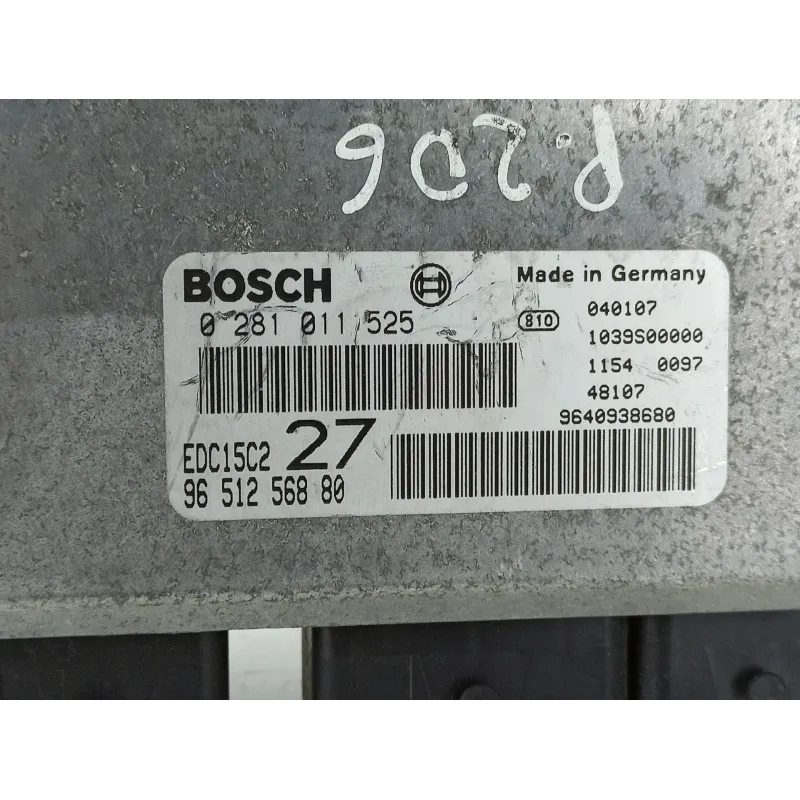 P.206
BOSCH
Made in Germany
0 281 011 525
810
040107
1039S00000
1154 0097
48107
9640938680
EDC15C2 27
96 512 568 80